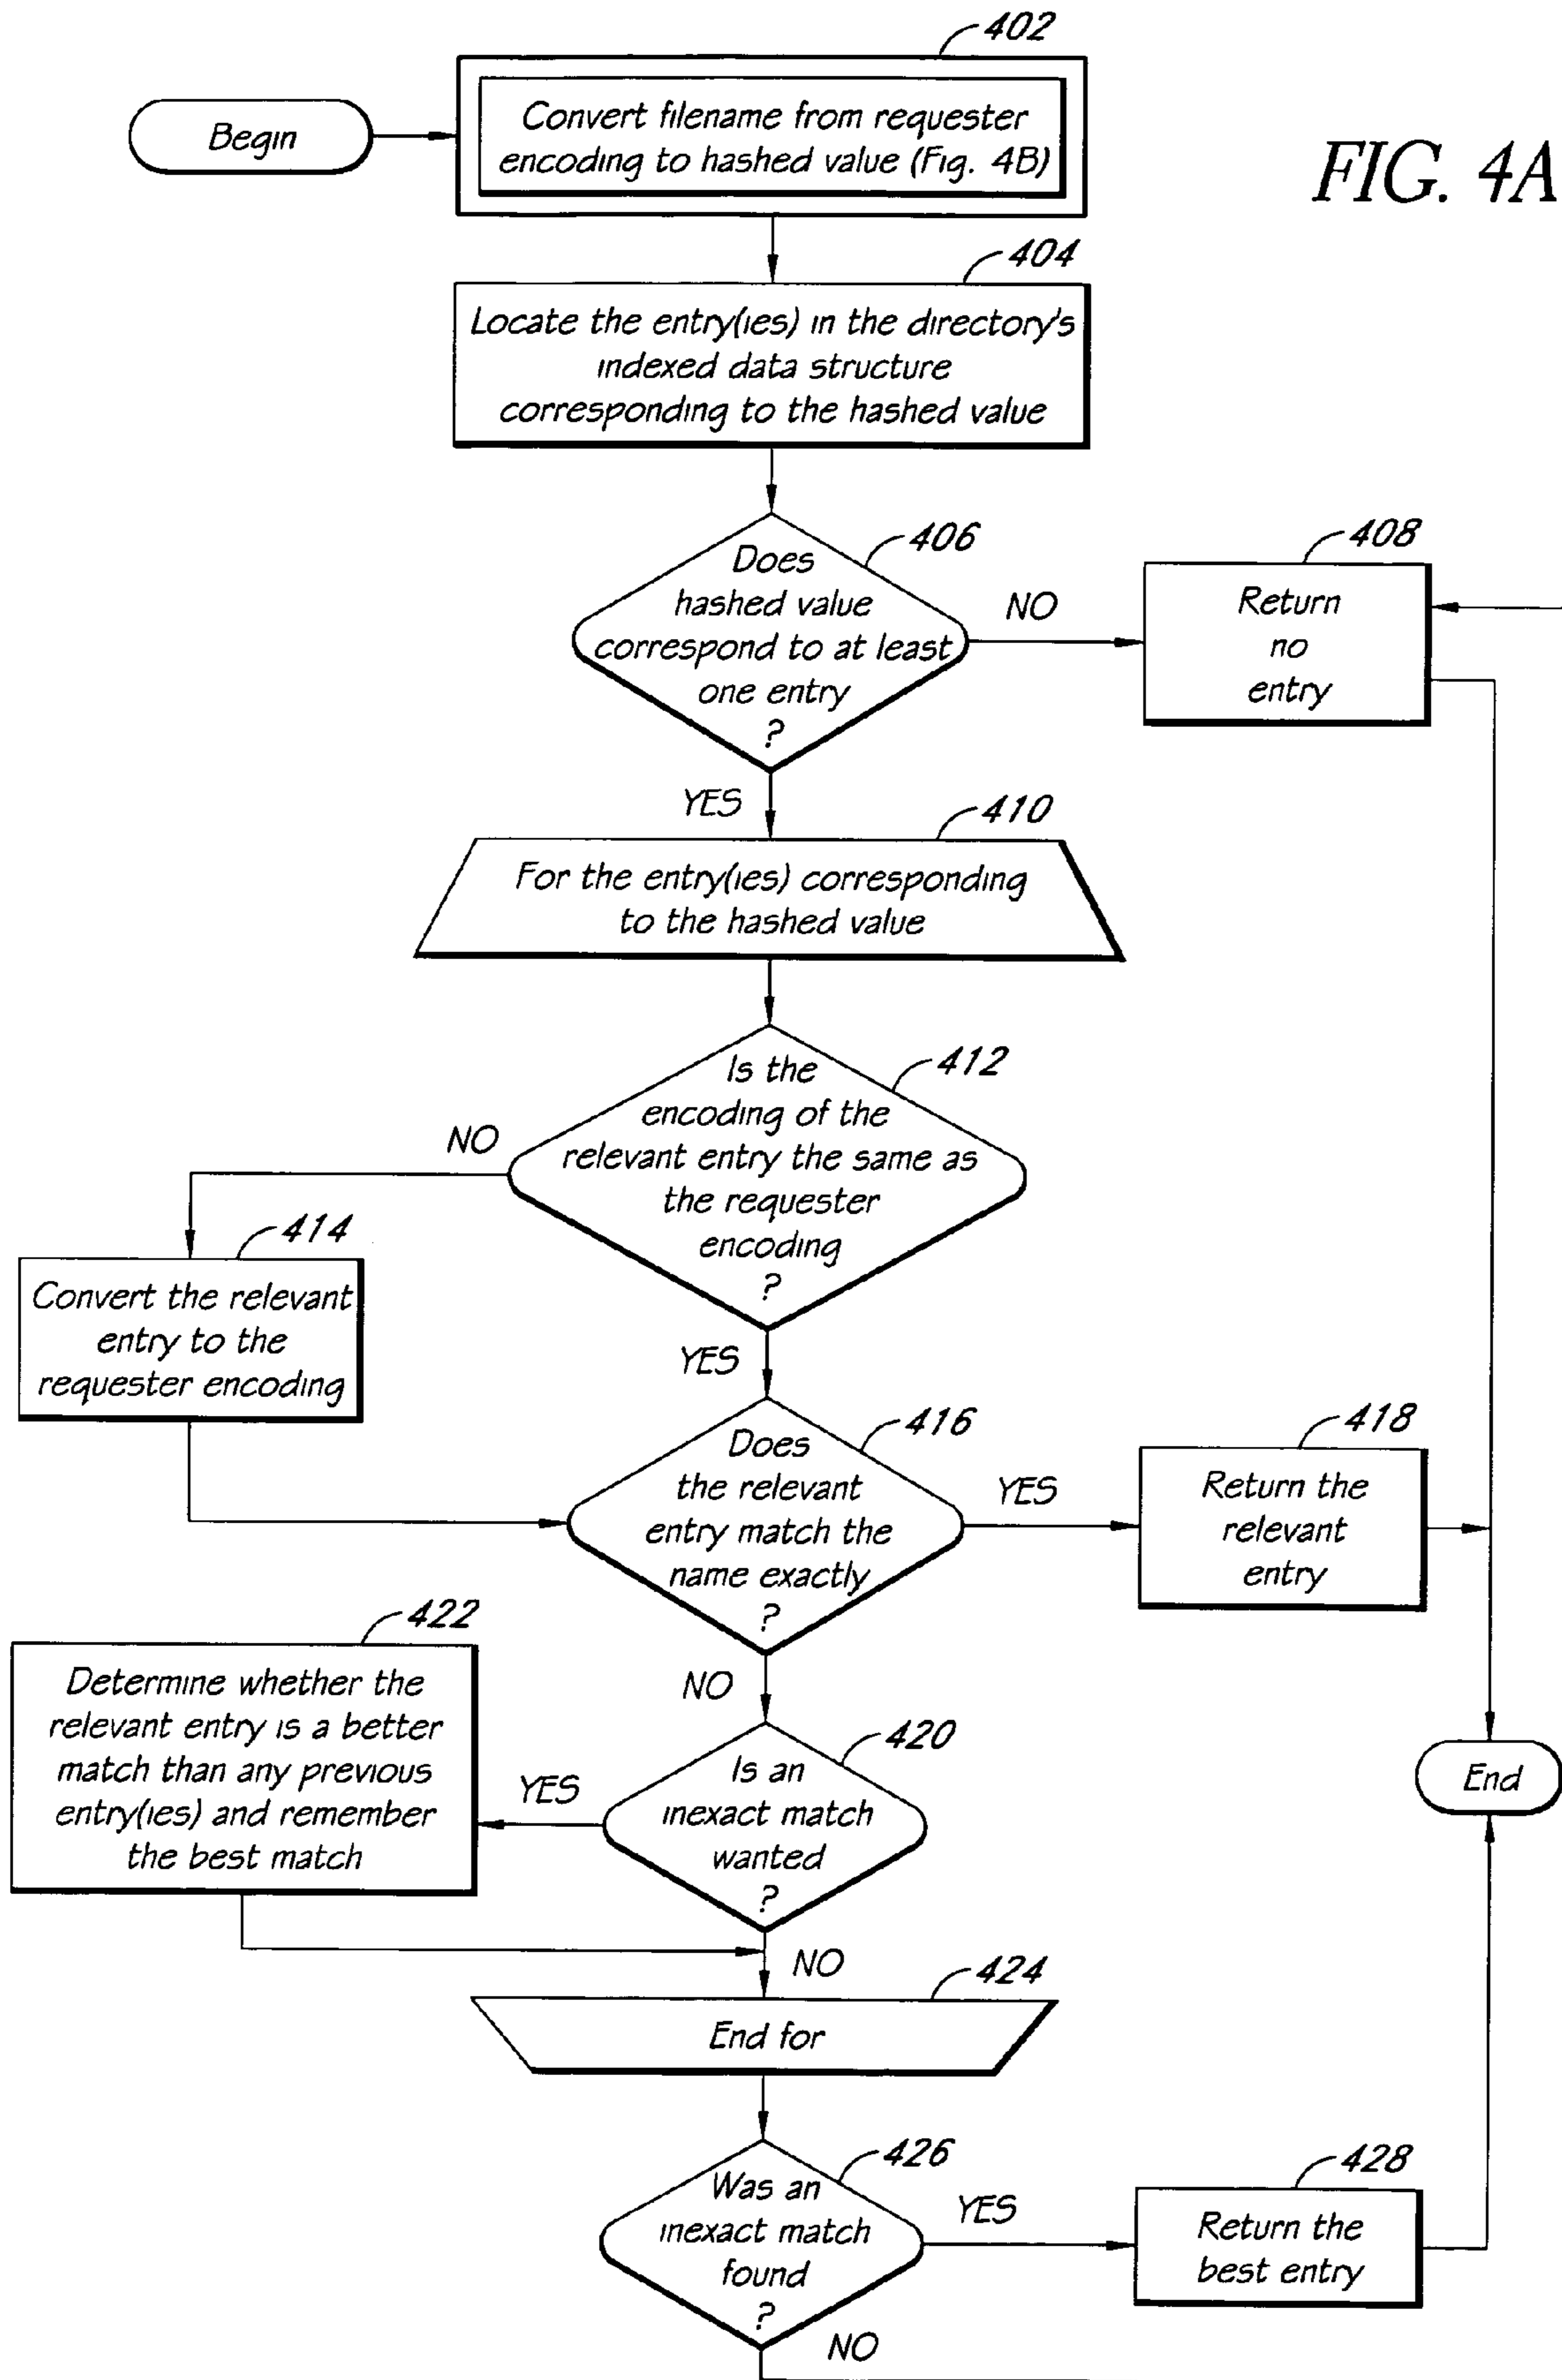 402
Begin
Convert filename from requester
encoding to hashed value (Fig. 4B)
FIG. 4A
404
Locate the entry(ies) in the directory's
indexed data structure
corresponding to the hashed value
406
Does
hashed value
correspond to at least
one entry
?
NO
408
Return
no
entry
YES
410
For the entry(ies) corresponding
to the hashed value
412
Is the
encoding of the
relevant entry the same as
the requester
encoding
?
NO
414
Convert the relevant
entry to the
requester encoding
YES
416
Does
the relevant
entry match the
name exactly
?
YES
418
Return the
relevant
entry
NO
422
Determine whether the
relevant entry is a better
match than any previous
entry(ies) and remember
the best match
420
Is an
inexact match
wanted
?
YES
End
NO
424
End for
426
Was an
inexact match
found
?
YES
428
Return the
best entry
NO